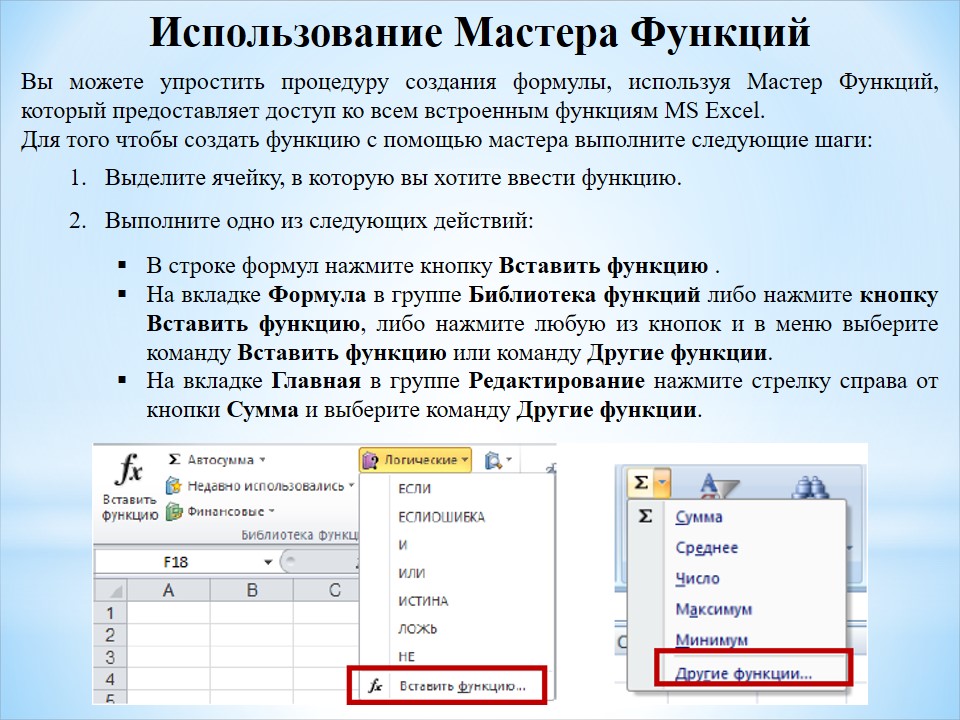 Использование Мастера Функций
Вы можете упростить процедуру создания формулы, используя Мастер Функций,
который предоставляет доступ ко всем встроенным функциям MS Excel.
Для того чтобы создать функцию с помощью мастера выполните следующие шаги:
1. Выделите ячейку, в которую вы хотите ввести функцию.
2. Выполните одно из следующих действий:
▪ В строке формул нажмите кнопку Вставить функцию .
▪ На вкладке Формула в группе Библиотека функций либо нажмите кнопку
Вставить функцию, либо нажмите любую из кнопок и в меню выберите
команду Вставить функцию или команду Другие функции.
▪ На вкладке Главная в группе Редактирование нажмите стрелку справа от
кнопки Сумма и выберите команду Другие функции.
fx
Вставить
функцию
Σ Автосумма
Недавно использовались
Финансовые
Библиотека функц
F18
A B C
1
2
3
4
5
Логические
ЕСЛИ
ЕСЛИОШИБКА
И
ИЛИ
ИСТИНА
ЛОЖЬ
НЕ
fx Вставить функцию...
Σ
Σ Сумма
Среднее
Число
Максимум
Минимум
Другие функции...